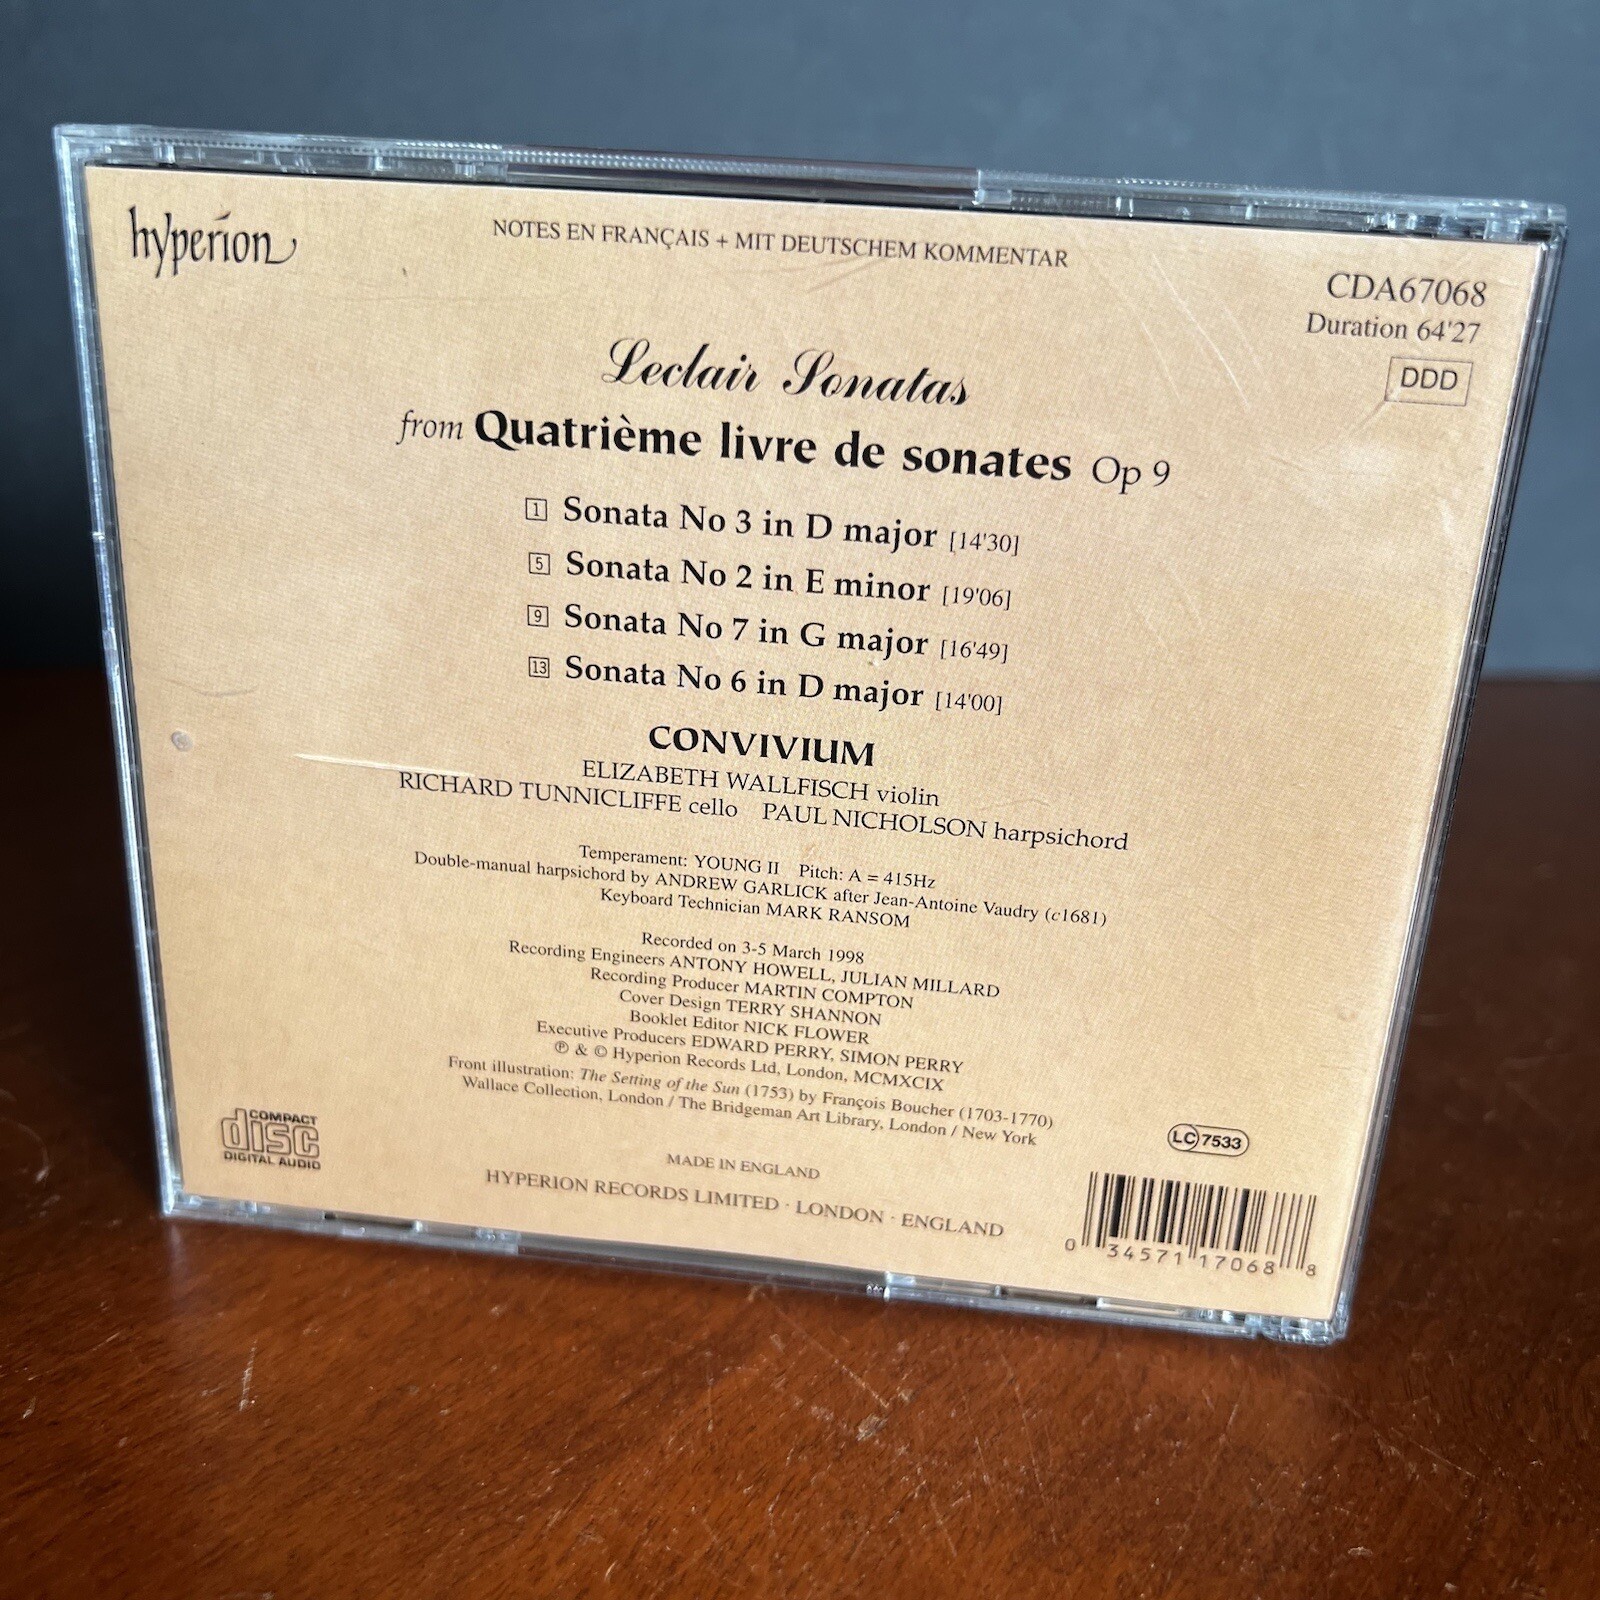 hyperion
NOTES EN FRANÇAIS + MIT DEUTSCHEM KOMMENTAR
CDA67068
Duration 64'27
DDD
Leclair Sonatas
from Quatrième livre de sonates Op 9
1 Sonata No 3 in D major [14'30]
5 Sonata No 2 in E minor [19'06]
9 Sonata No 7 in G major [16'49]
13 Sonata No 6 in D major [14'00]
CONVIVIUM
ELIZABETH WALLFISCH violin
RICHARD TUNNICLIFFE cello PAUL NICHOLSON harpsichord
Temperament: YOUNG II Pitch: A = 415Hz
Double-manual harpsichord by ANDREW GARLICK after Jean-Antoine Vaudry (c1681)
Keyboard Technician MARK RANSOM
Recorded on 3-5 March 1998
Recording Engineers ANTONY HOWELL, JULIAN MILLARD
Recording Producer MARTIN COMPTON
Cover Design TERRY SHANNON
Booklet Editor NICK FLOWER
Executive Producers EDWARD PERRY, SIMON PERRY
℗ & © Hyperion Records Ltd, London, MCMXCIX
Front illustration: The Setting of the Sun (1753) by François Boucher (1703-1770)
Wallace Collection, London / The Bridgeman Art Library, London / New York
COMPACT
disc
DIGITAL AUDIO
LC 7533
MADE IN ENGLAND
HYPERION RECORDS LIMITED · LONDON · ENGLAND
0 34571 17068 8